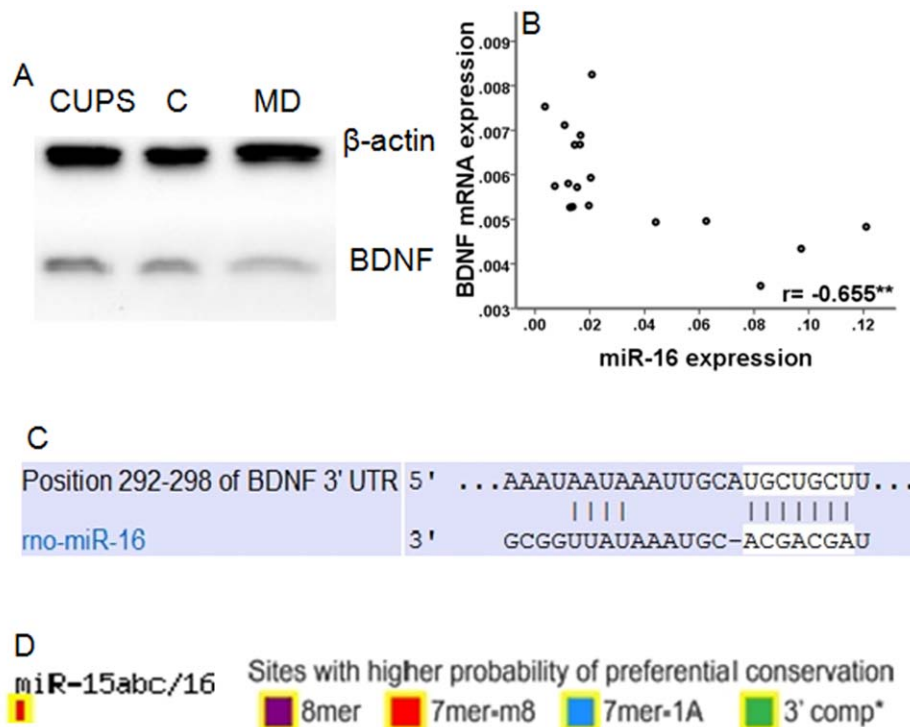 A
CUPS C MD
β-actin
BDNF
B
BDNF mRNA expression
.009
.008
.007
.006
.005
.004
.003
r= -0.655**
.00 .02 .04 .06 .08 .10 .12
miR-16 expression
C
Position 292-298 of BDNF 3' UTR 5' ...AAAUAAUAAAUUGCAUGCUGCUU...
rno-miR-16 3' GCGGUUAUAAAUGC-ACGACGAU
D
miR-15abc/16
Sites with higher probability of preferential conservation
8mer 7mer-m8 7mer-1A 3' comp*